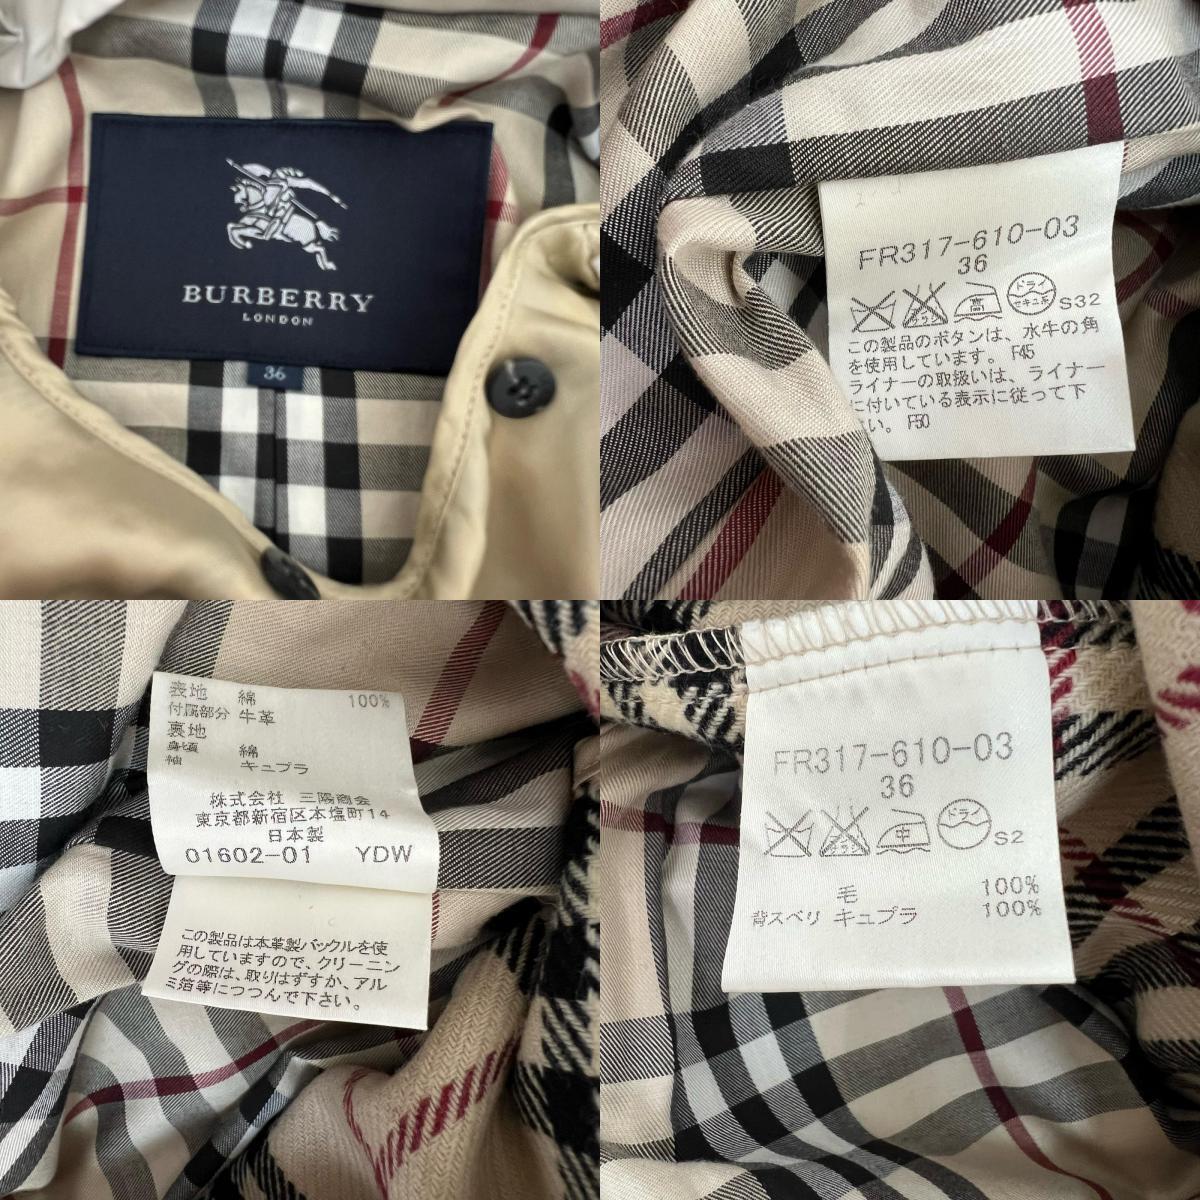 BURBERRY
LONDON
36
FR317-610-03
36
高
ドライ
セキユ系
S32
この製品のボタンは、水牛の角
を使用しています。 F45
ライナーの取扱いは、ライナー
に付いている表示に従って下
い。 F50
表地 綿 100%
付属部分 牛革
裏地
身頃 綿
袖 キュプラ
株式会社 三陽商会
東京都新宿区本塩町14
日本製
01602-01 YDW
この製品は本革製バックルを使
用していますので、クリーニン
グの際は、取りはずすか、アル
ミ箔等につつんで下さい。
FR317-610-03
36
中
ドライ
S2
毛 100%
背スベリ キュプラ 100%